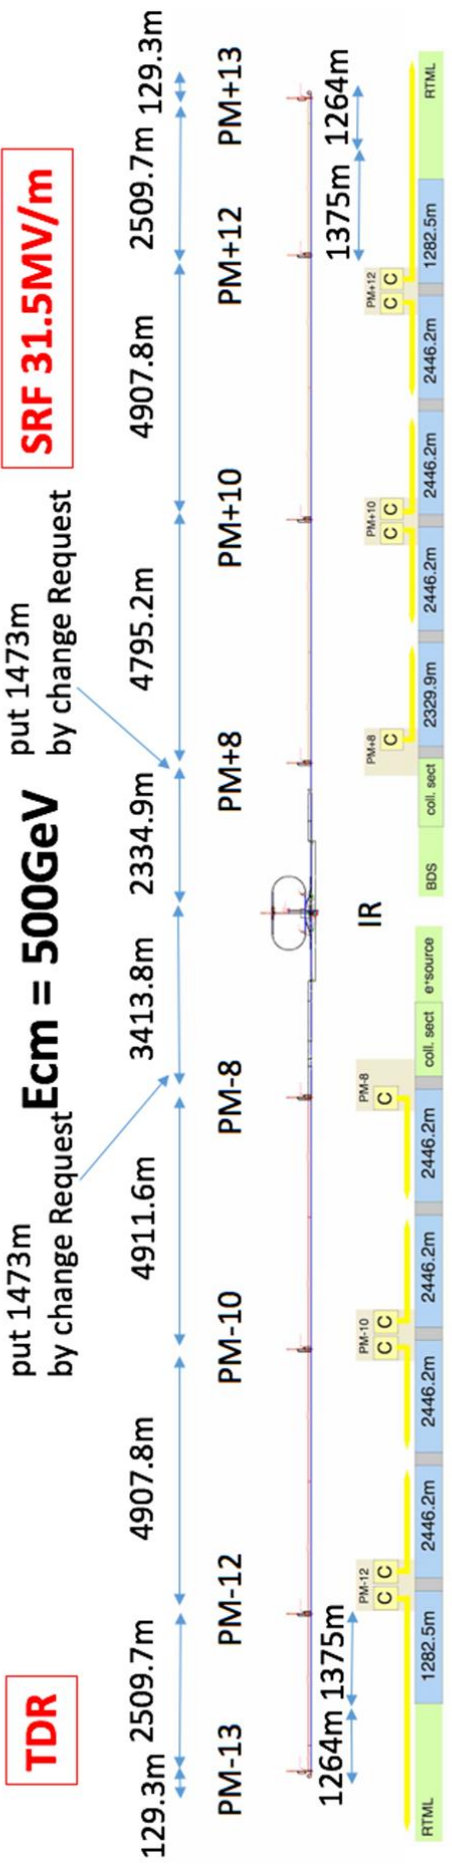 TDR
put 1473m
by change Request
Ecm = 500GeV
put 1473m
by change Request
SRF 31.5MV/m
129.3m
2509.7m
4907.8m
4911.6m
3413.8m
2334.9m
4795.2m
4907.8m
2509.7m
129.3m
PM-13
PM-12
PM-10
PM-8
PM+8
PM+10
PM+12
PM+13
1264m
1375m
IR
1375m
1264m
PM-12
C C
PM-10
C C
PM-8
C
PM+8
C
PM+10
C C
PM+12
C C
RTML
1282.5m
2446.2m
2446.2m
2446.2m
2446.2m
coll. sect
e+source
BDS
coll. sect
2329.9m
2446.2m
2446.2m
2446.2m
1282.5m
RTML